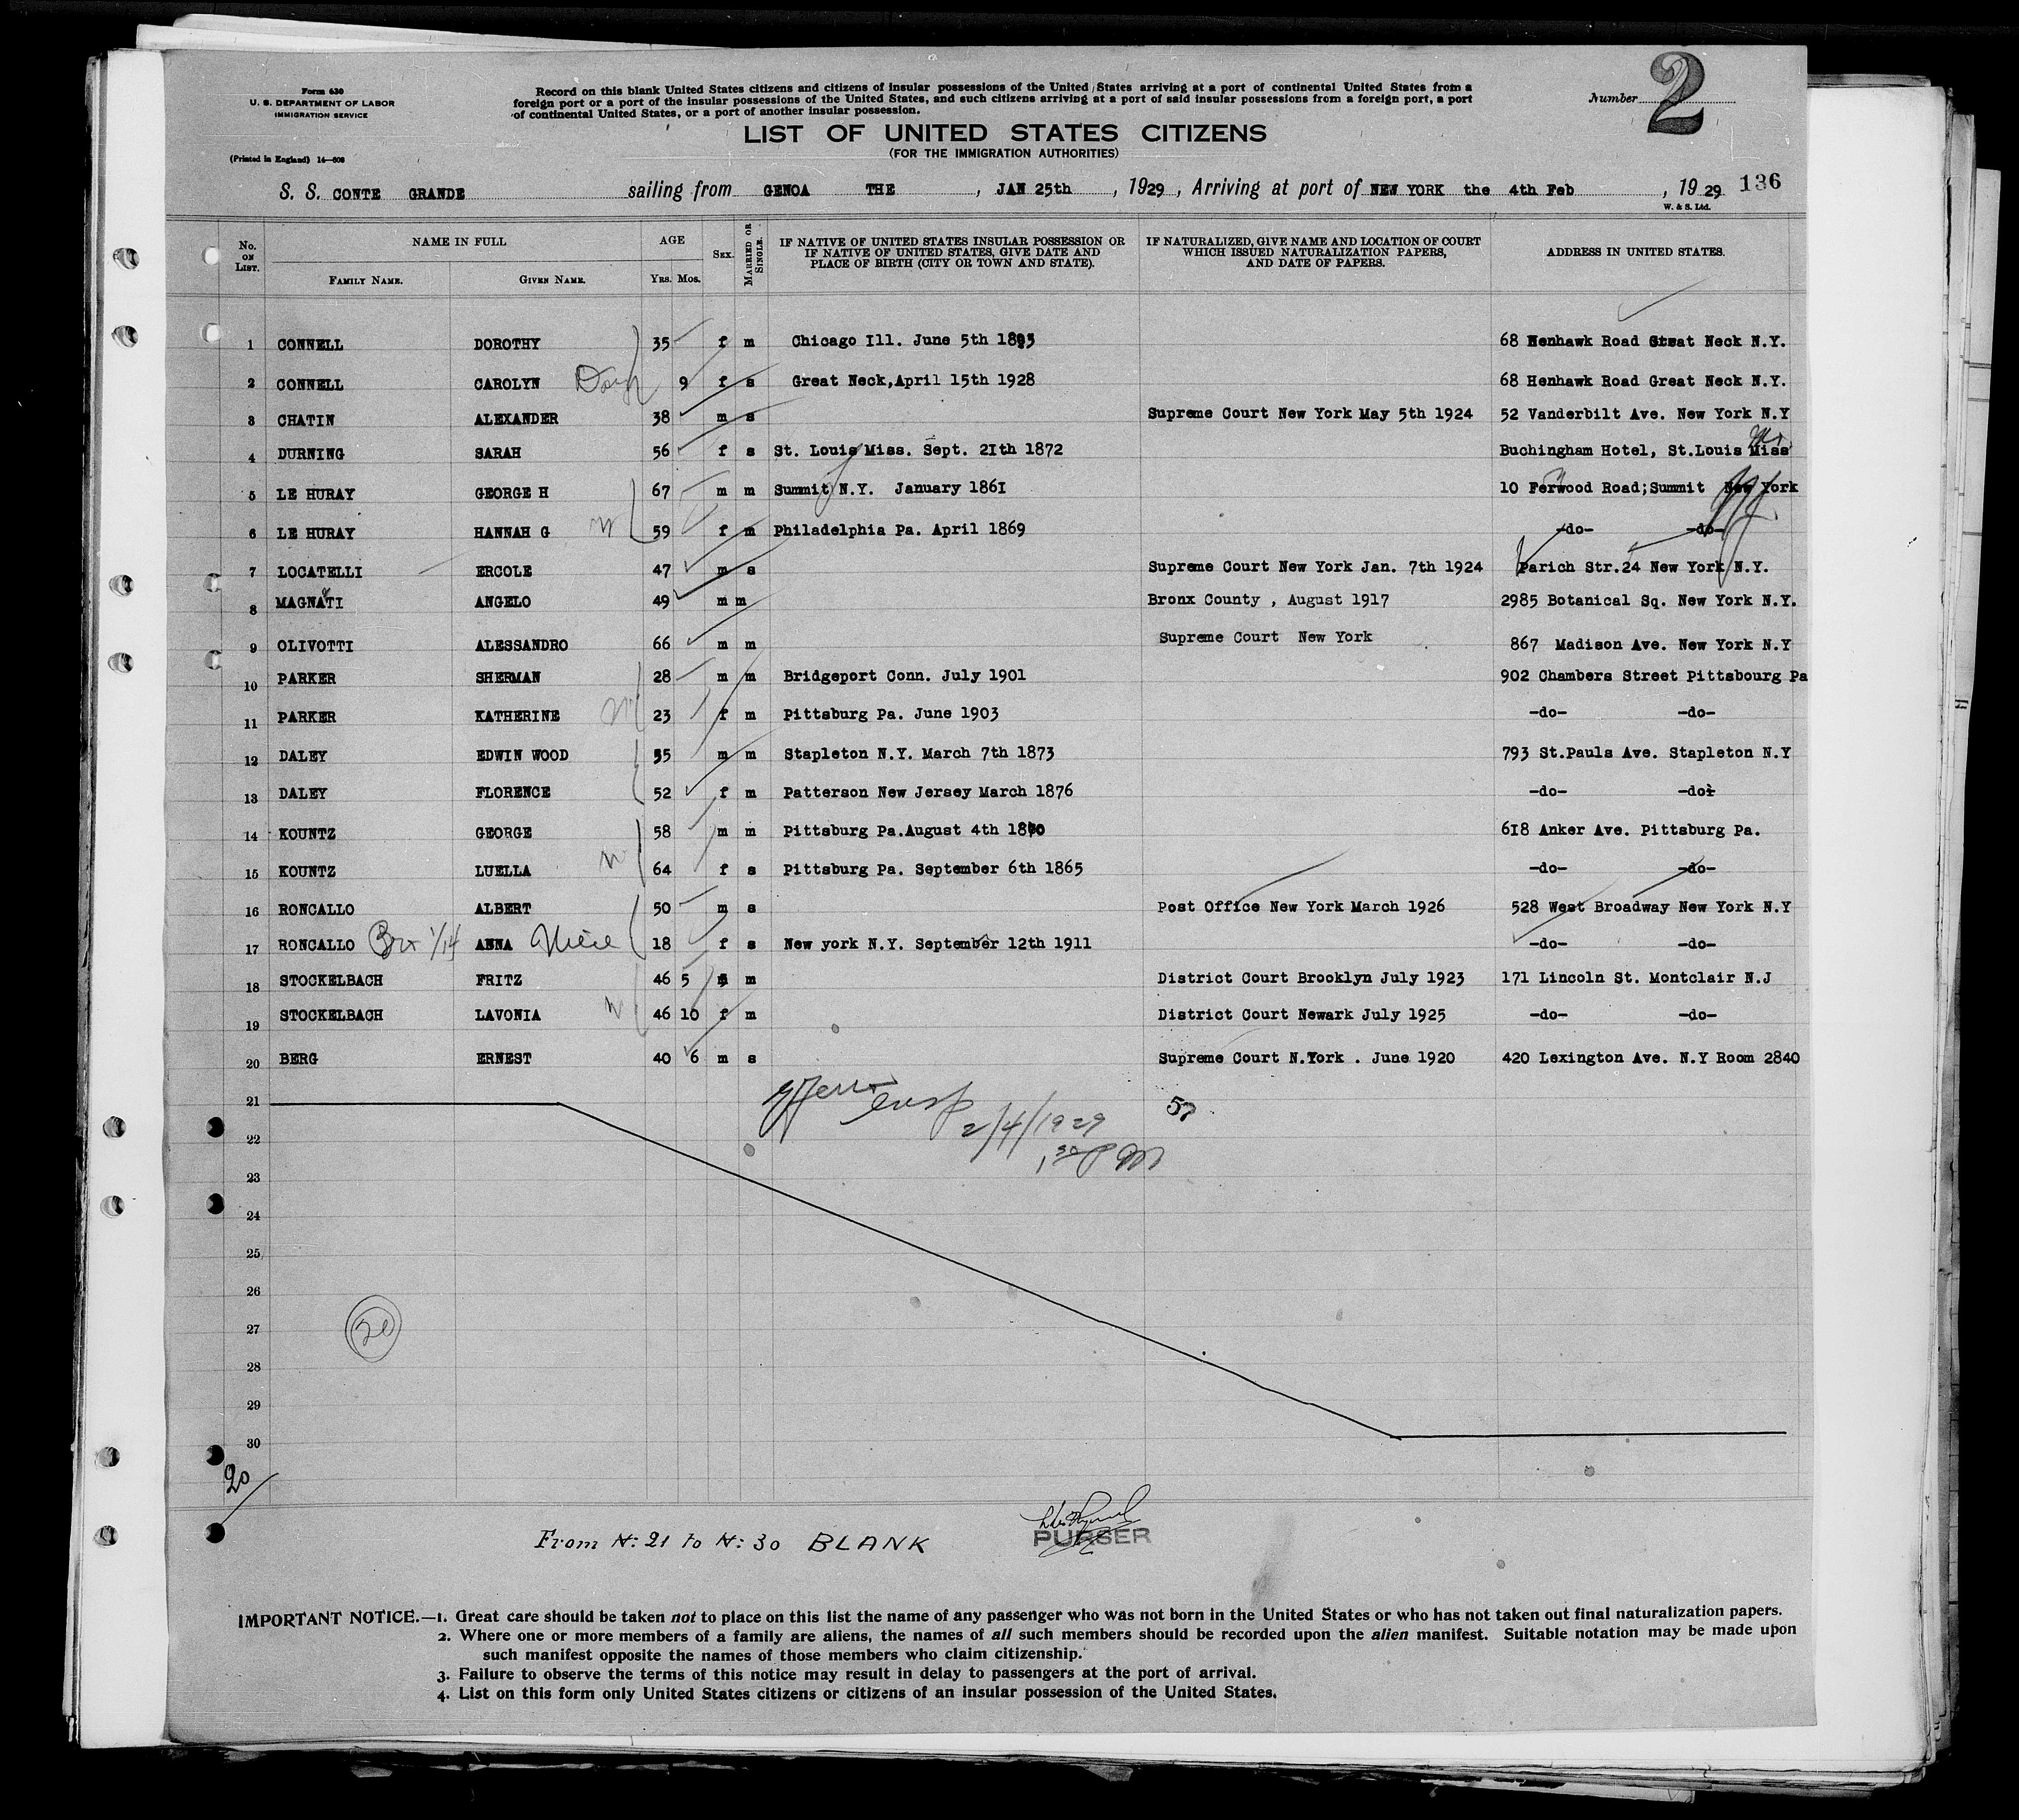 Form 630
U. S. DEPARTMENT OF LABOR
IMMIGRATION SERVICE
(Printed in England) 14—608
Record on this blank United States citizens and citizens of insular possessions of the United States arriving at a port of continental United States from a
foreign port or a port of the insular possessions of the United States, and such citizens arriving at a port of said insular possessions from a foreign port, a port
of continental United States, or a port of another insular possession.
Number 2
LIST OF UNITED STATES CITIZENS
(FOR THE IMMIGRATION AUTHORITIES)
S. S. CONTE GRANDE sailing from GENOA THE , JAN 25th , 1929 , Arriving at port of NEW YORK the 4th Feb , 1929 136
W. & S. Ltd.
No. ON LIST. NAME IN FULL AGE SEX. MARRIED OR SINGLE. IF NATIVE OF UNITED STATES INSULAR POSSESSION OR IF NATIVE OF UNITED STATES, GIVE DATE AND PLACE OF BIRTH (CITY OR TOWN AND STATE). IF NATURALIZED, GIVE NAME AND LOCATION OF COURT WHICH ISSUED NATURALIZATION PAPERS, AND DATE OF PAPERS. ADDRESS IN UNITED STATES.
FAMILY NAME. GIVEN NAME. YRS. MOS.
1 CONNELL DOROTHY 35 f m Chicago Ill. June 5th 1893 68 Henhawk Road Great Neck N.Y.
2 CONNELL CAROLYN Daug 9 f s Great Neck,April 15th 1928 68 Henhawk Road Great Neck N.Y.
3 CHATIN ALEXANDER 38 m s Supreme Court New York May 5th 1924 52 Vanderbilt Ave. New York N.Y
4 DURNING SARAH 56 f s St. Louis Miss. Sept. 2Ith 1872 Buchingham Hotel, St.Louis Miss
5 LE HURAY GEORGE H 67 m m Summit N.Y. January 186I 10 Ferwood Road;Summit New York
6 LE HURAY HANNAH G W 59 f m Philadelphia Pa. April 1869 -do- -do-
7 LOCATELLI ERCOLE 47 m s Supreme Court New York Jan. 7th 1924 Parich Str.24 New York N.Y.
8 MAGNATI ANGELO 49 m m Bronx County , August 1917 2985 Botanical Sq. New York N.Y.
9 OLIVOTTI ALESSANDRO 66 m m Supreme Court New York 867 Madison Ave. New York N.Y
10 PARKER SHERMAN 28 m m Bridgeport Conn. July 1901 902 Chambers Street Pittsbourg Pa
11 PARKER KATHERINE W 23 f m Pittsburg Pa. June 1903 -do- -do-
12 DALEY EDWIN WOOD 55 m m Stapleton N.Y. March 7th 1873 793 St.Pauls Ave. Stapleton N.Y
13 DALEY FLORENCE 52 f m Patterson New Jersey March 1876 -do- -do-
14 KOUNTZ GEORGE 58 m m Pittsburg Pa.August 4th 1870 6I8 Anker Ave. Pittsburg Pa.
15 KOUNTZ LUELLA W 64 f s Pittsburg Pa. September 6th 1865 -do- -do-
16 RONCALLO ALBERT 50 m s Post Office New York March 1926 528 West Broadway New York N.Y
17 RONCALLO ANNA Niece 18 f s New york N.Y. September 12th 1911 -do- -do-
18 STOCKELBACH FRITZ 46 5 m m District Court Brooklyn July 1923 171 Lincoln St. Montclair N.J
19 STOCKELBACH LAVONIA W 46 10 f m District Court Newark July 1925 -do- -do-
20 BERG ERNEST 40 6 m s Supreme Court N.York . June 1920 420 Lexington Ave. N.Y Room 2840
21
57
22 2/4/1929
1 30 PM
23
24
25
26
27
20
28
29
30
20
From N: 21 to N: 30 BLANK
PURSER
IMPORTANT NOTICE.—1. Great care should be taken not to place on this list the name of any passenger who was not born in the United States or who has not taken out final naturalization papers.
2. Where one or more members of a family are aliens, the names of all such members should be recorded upon the alien manifest. Suitable notation may be made upon
such manifest opposite the names of those members who claim citizenship.
3. Failure to observe the terms of this notice may result in delay to passengers at the port of arrival.
4. List on this form only United States citizens or citizens of an insular possession of the United States.